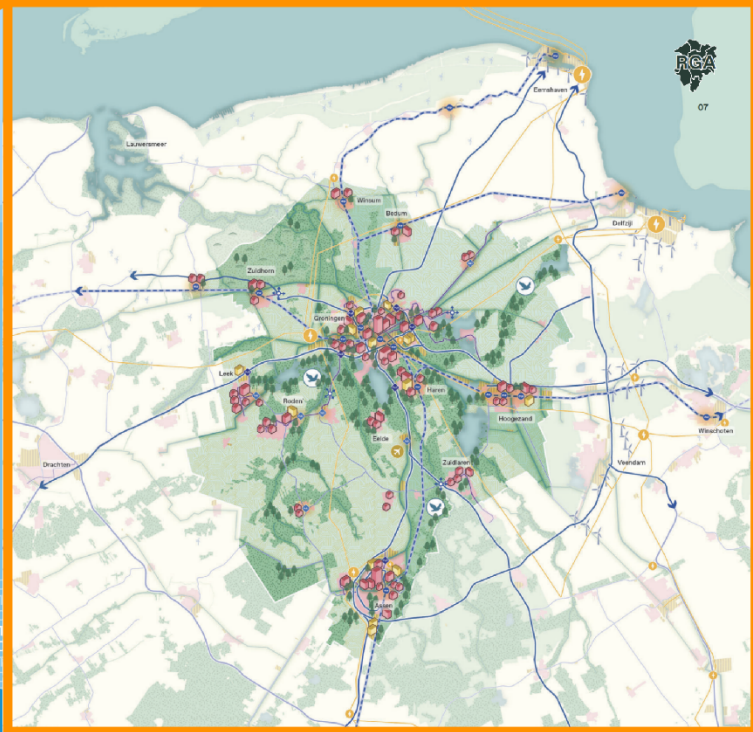 RGA
07
Eemshaven
Lauwersmeer
Winsum
Bedum
Delfzijl
Zuidhorn
Groningen
Leek
Roden
Haren
Hoogezand
Winschoten
Eelde
Drachten
Zuidlaren
Veendam
Assen